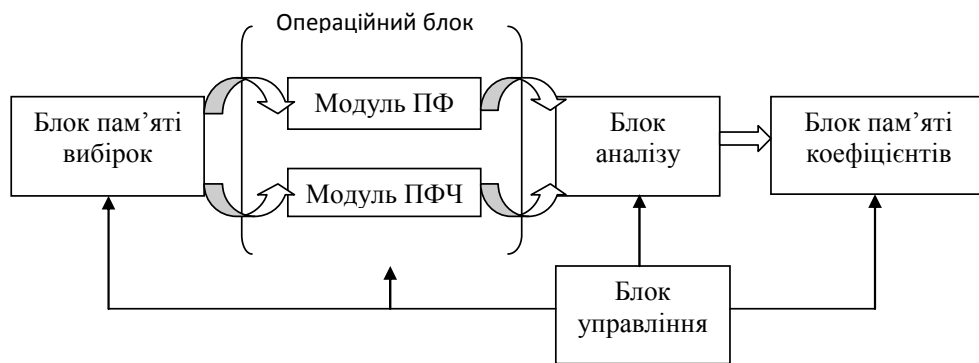 Операційний блок
Модуль ПФ
Блок пам’яті
вибірок
Блок
аналізу
Блок пам’яті
коефіцієнтів
Модуль ПФЧ
Блок
управління